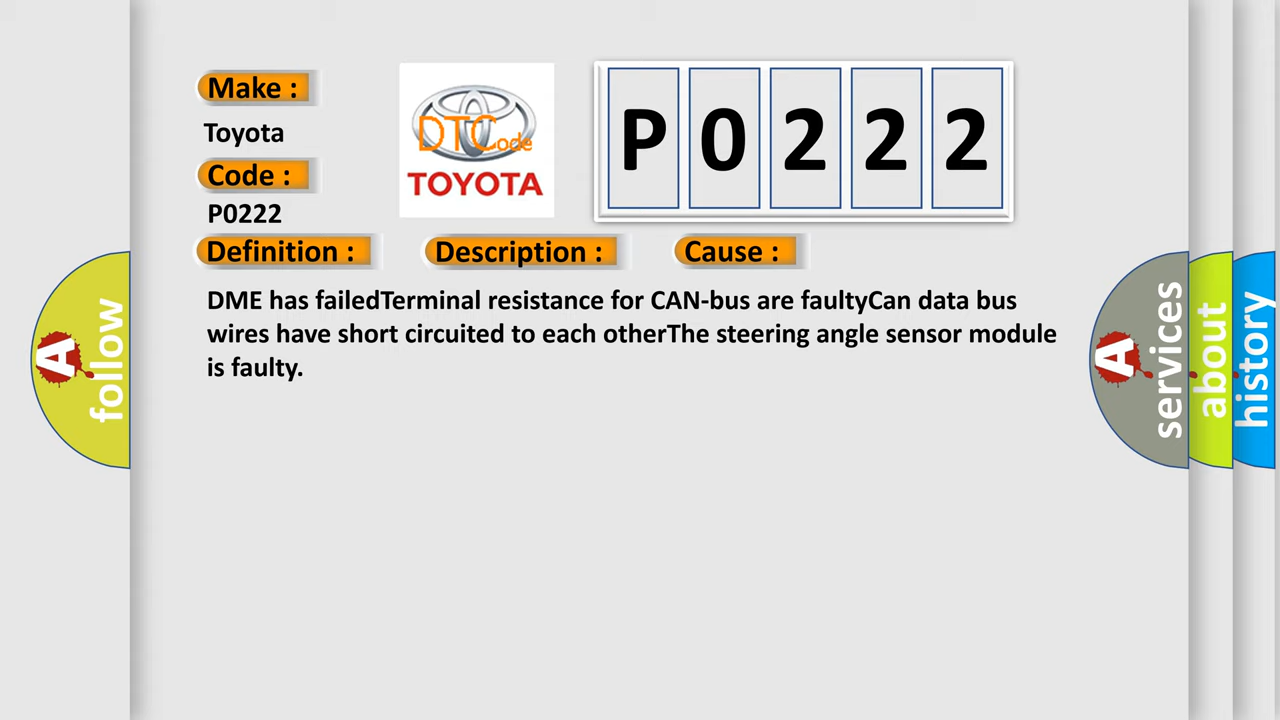 Make :
Toyota
Code :
P0222
DTCode
TOYOTA
P0222
Definition :
Description :
Cause :
DME has failedTerminal resistance for CAN-bus are faultyCan data bus
wires have short circuited to each otherThe steering angle sensor module
is faulty.
A follow
A services
about
history